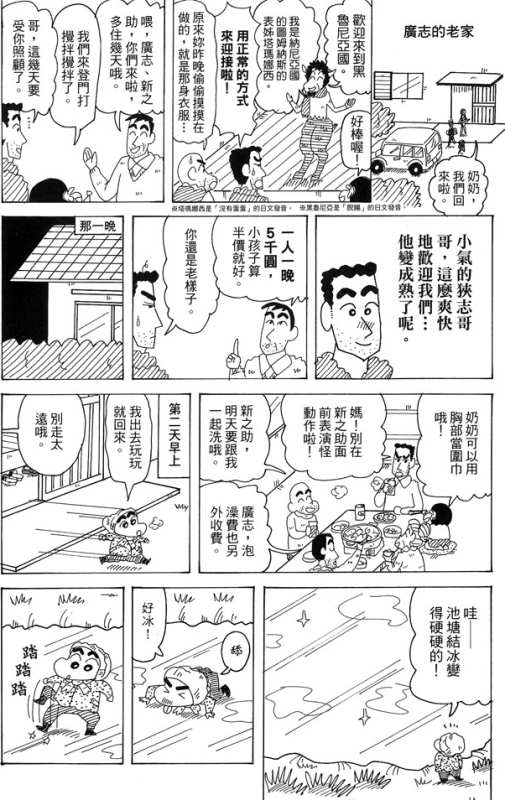 廣志的老家
奶奶，
我們回
來啦。
歡迎來到黑
魯尼亞國。
我是納尼亞國
的圖姆納斯的
表姊塔瑪娜西。
好棒喔！
用正常的方式
來迎接啦！
原來妳昨晚偷偷摸摸在
做的，就是那身衣服…
※塔瑪娜西是「沒有蛋蛋」的日文發音。
※黑魯尼亞是「脫腸」的日文發音。
喂，廣志、新之
助，你們來啦，
多住幾天哦。
我們來登門打
攪拌攪拌了。
哥，這幾天要
受你照顧了。
小氣的狹志哥
哥，這麼爽快
地歡迎我們…
他變成熟了呢。
一人一晚
5千圓，
小孩子算
半價就好。
你還是老樣子。
那一晚
奶奶可以用
胸部當圍巾
哦！
媽！別在
新之助面
前表演怪
動作啦！
新之助，
明天要跟我
一起洗哦。
廣志，泡
澡費也另
外收費。
第二天早上
我出去玩玩
就回來。
別走太
遠哦。
哇──
池塘結冰變
得硬硬的！
好冰！
踏
踏
踏